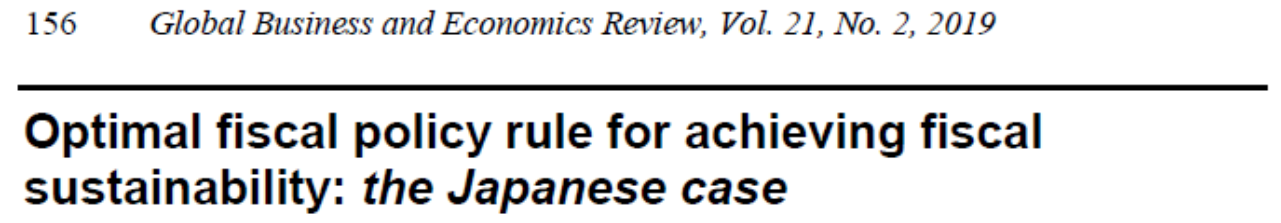 156 Global Business and Economics Review, Vol. 21, No. 2, 2019
Optimal fiscal policy rule for achieving fiscal
sustainability: the Japanese case